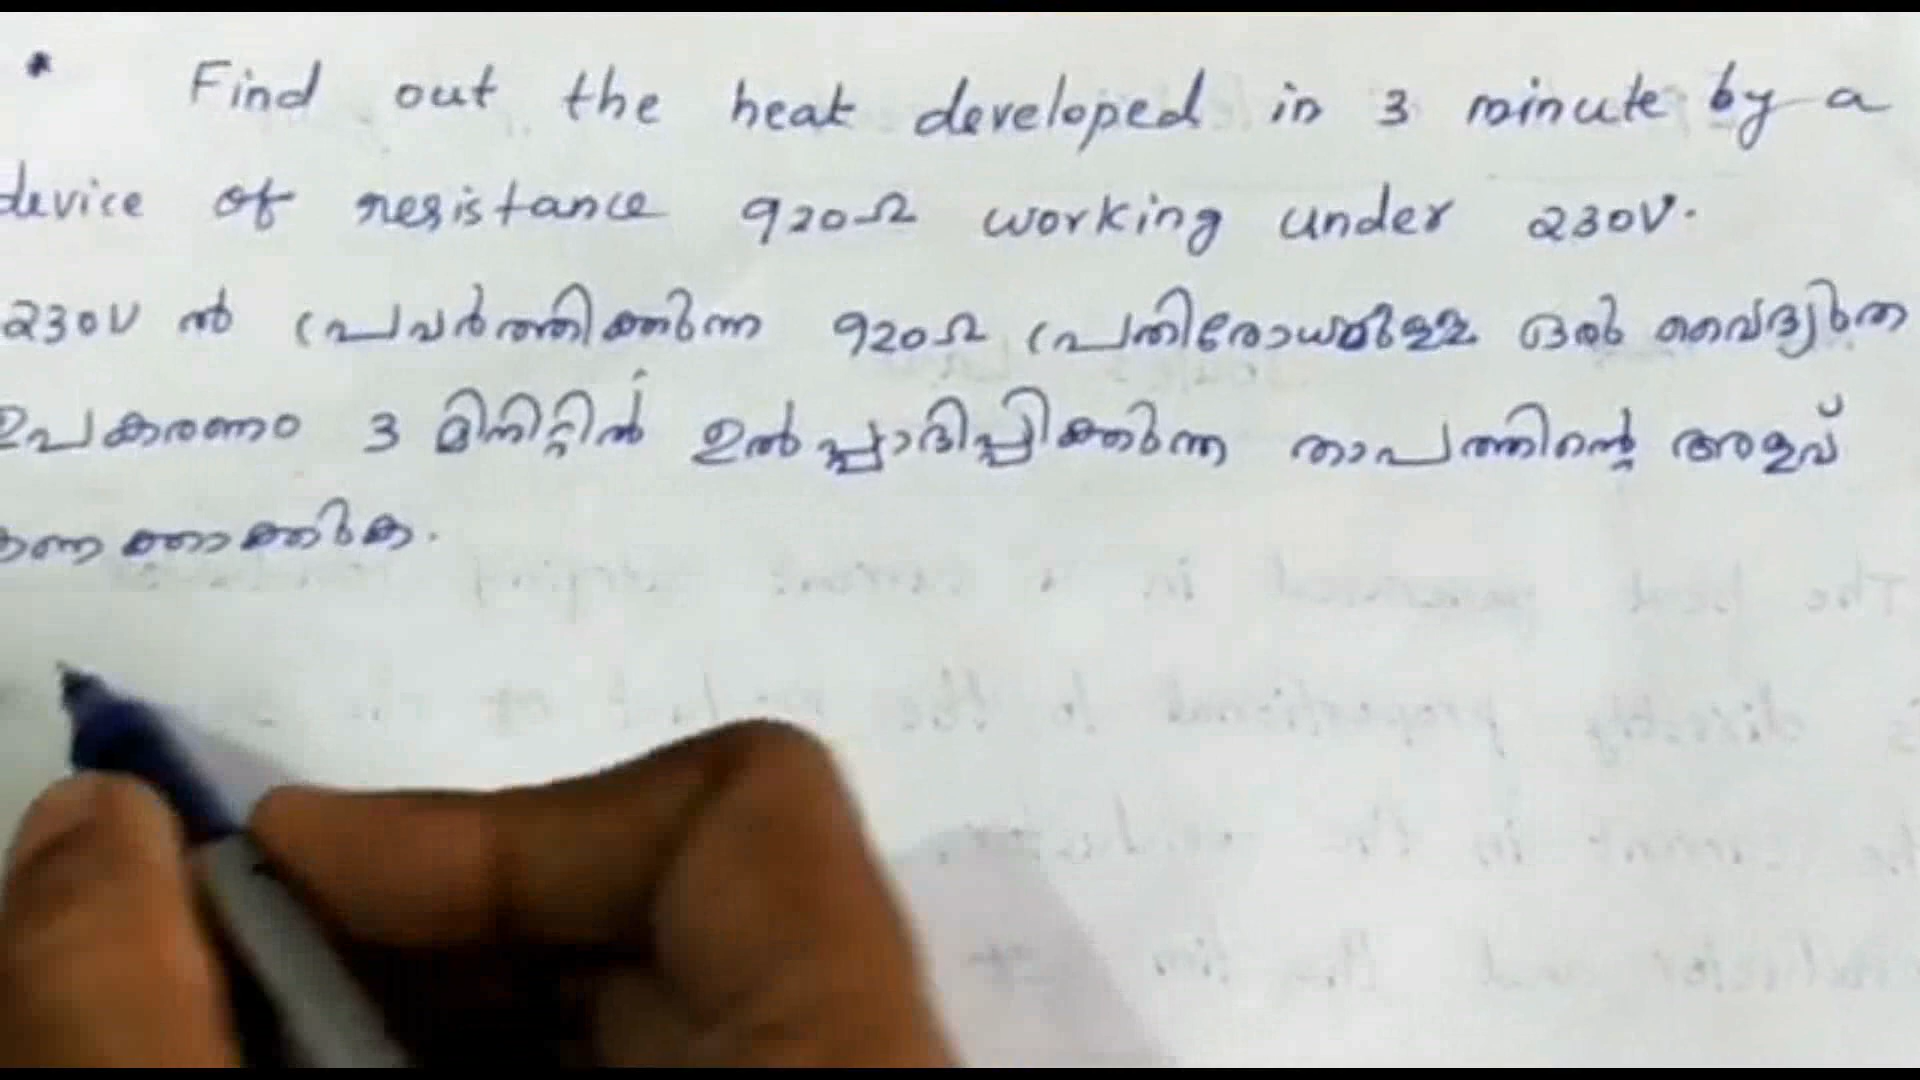 * Find out the heat developed in 3 minute by a
device of resistance 920Ω working under 230V.
230V ൽ പ്രവർത്തിക്കുന്ന 920Ω പ്രതിരോധമുള്ള ഒരു വൈദ്യുത
ഉപകരണം 3 മിനിറ്റിൽ ഉൽപ്പാദിപ്പിക്കുന്ന താപത്തിന്റെ അളവ്
കണക്കാക്കുക.